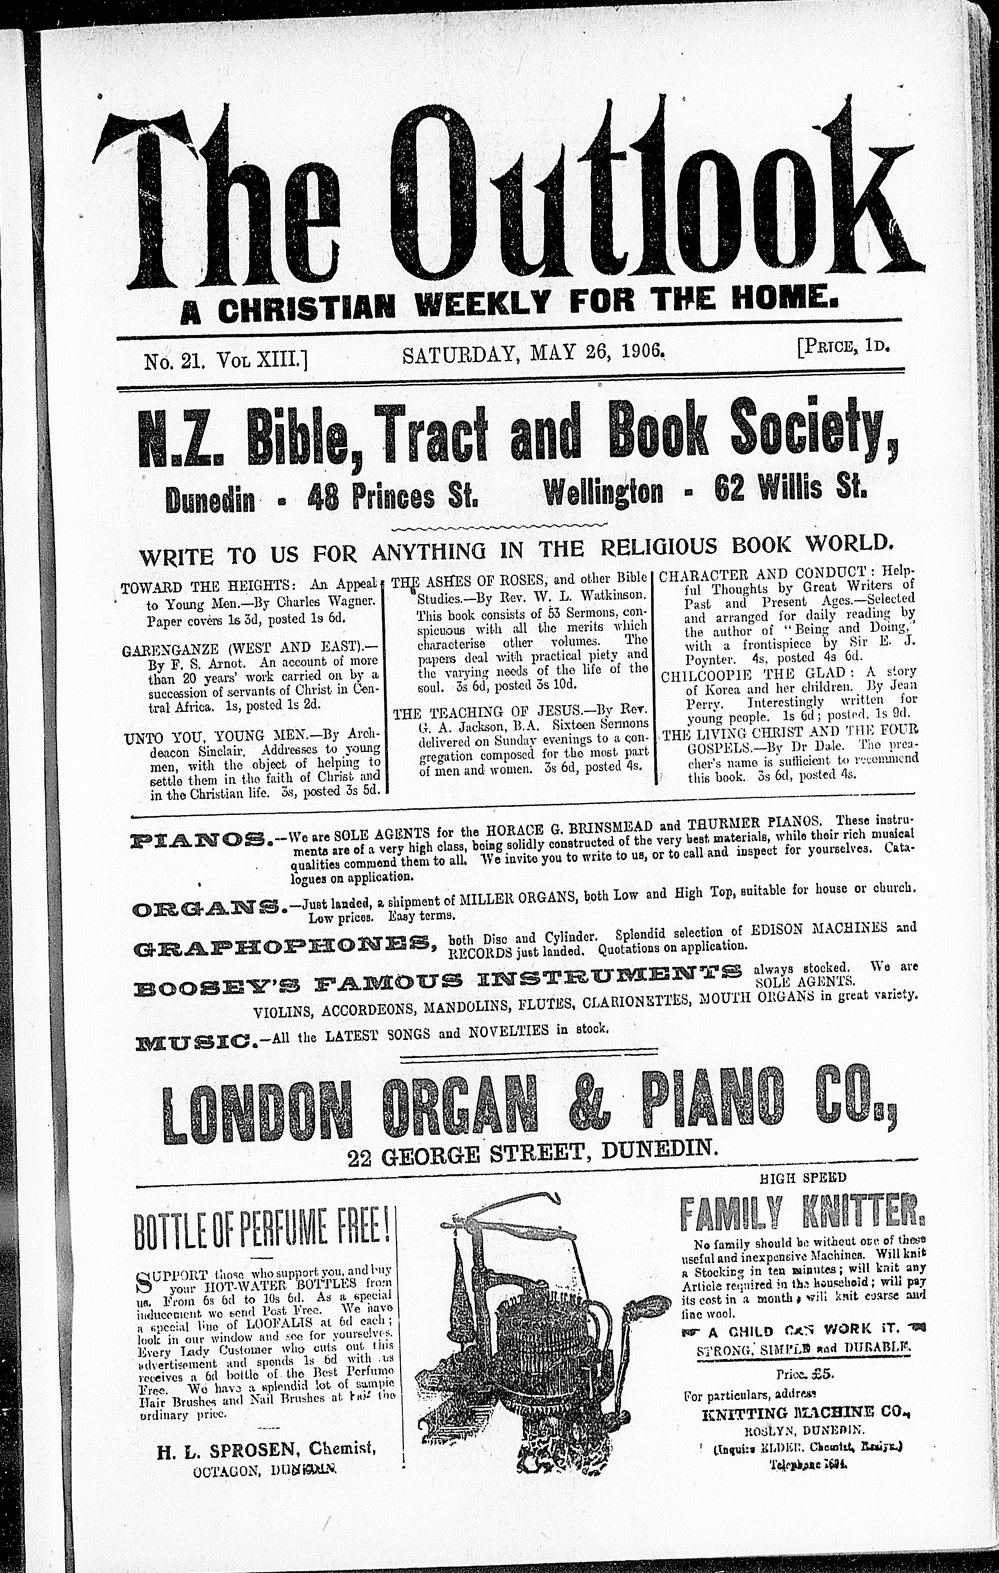 The Outlook
A CHRISTIAN WEEKLY FOR THE HOME.
No. 21. VOL XIII.]
SATURDAY, MAY 26, 1906.
[PRICE, 1D.
N.Z. Bible, Tract and Book Society,
Dunedin - 48 Princes St. Wellington - 62 Willis St.
WRITE TO US FOR ANYTHING IN THE RELIGIOUS BOOK WORLD.
TOWARD THE HEIGHTS: An Appeal
to Young Men.—By Charles Wagner.
Paper covers 1s 3d, posted 1s 6d.
GARENGANZE (WEST AND EAST).—
By F. S. Arnot. An account of more
than 20 years' work carried on by a
succession of servants of Christ in Cen-
tral Africa. 1s, posted 1s 2d.
UNTO YOU, YOUNG MEN.—By Arch-
deacon Sinclair. Addresses to young
men, with the object of helping to
settle them in the faith of Christ and
in the Christian life. 3s, posted 3s 5d.
THE ASHES OF ROSES, and other Bible
Studies.—By Rev. W. L. Watkinson.
This book consists of 53 Sermons, con-
spicuous with all the merits which
characterise other volumes. The
papers deal with practical piety and
the varying needs of the life of the
soul. 3s 6d, posted 3s 10d.
THE TEACHING OF JESUS.—By Rev.
G. A. Jackson, B.A. Sixteen Sermons
delivered on Sunday evenings to a con-
gregation composed for the most part
of men and women. 3s 6d, posted 4s.
CHARACTER AND CONDUCT: Help-
ful Thoughts by Great Writers of
Past and Present Ages.—Selected
and arranged for daily reading by
the author of "Being and Doing,"
with a frontispiece by Sir E. J.
Poynter. 4s, posted 4s 6d.
CHILCOOPIE THE GLAD: A story
of Korea and her children. By Jean
Perry. Interestingly written for
young people. 1s 6d; posted, 1s 9d.
THE LIVING CHRIST AND THE FOUR
GOSPELS.—By Dr Dale. The prea-
cher's name is sufficient to recommend
this book. 3s 6d, posted 4s.
PIANOS.—We are SOLE AGENTS for the HORACE G. BRINSMEAD and THURMER PIANOS. These instru-
ments are of a very high class, being solidly constructed of the very best materials, while their rich musical
qualities commend them to all. We invite you to write to us, or to call and inspect for yourselves. Cata-
logues on application.
ORGANS.—Just landed, a shipment of MILLER ORGANS, both Low and High Top, suitable for house or church.
Low prices. Easy terms.
GRAPHOPHONES, both Disc and Cylinder. Splendid selection of EDISON MACHINES and
RECORDS just landed. Quotations on application.
BOOSEY'S FAMOUS INSTRUMENTS always stocked. We are
SOLE AGENTS.
VIOLINS, ACCORDEONS, MANDOLINS, FLUTES, CLARIONETTES, MOUTH ORGANS in great variety.
MUSIC.—All the LATEST SONGS and NOVELTIES in stock.
LONDON ORGAN & PIANO CO.,
22 GEORGE STREET, DUNEDIN.
BOTTLE OF PERFUME FREE!
SUPPORT those who support you, and buy
your HOT-WATER BOTTLES from
us. From 6s 6d to 10s 6d. As a special
inducement we send Post Free. We have
a special line of LOOFALIS at 6d each;
look in our window and see for yourselves.
Every Lady Customer who cuts out this
advertisement and spends 1s 6d with us
receives a 6d bottle of the Best Perfume
Free. We have a splendid lot of sample
Hair Brushes and Nail Brushes at half the
ordinary price.
H. L. SPROSEN, Chemist,
OCTAGON, DUNEDIN.
HIGH SPEED
FAMILY KNITTER.
No family should be without one of these
useful and inexpensive Machines. Will knit
a Stocking in ten minutes; will knit any
Article required in the household; will pay
its cost in a month; will knit coarse and
fine wool.
☛ A CHILD CAN WORK IT. ☚
STRONG, SIMPLE and DURABLE.
Price. £5.
For particulars, address
KNITTING MACHINE CO.,
ROSLYN, DUNEDIN.
(Inquire ELDER, Chemist, Roslyn.)
Telephone